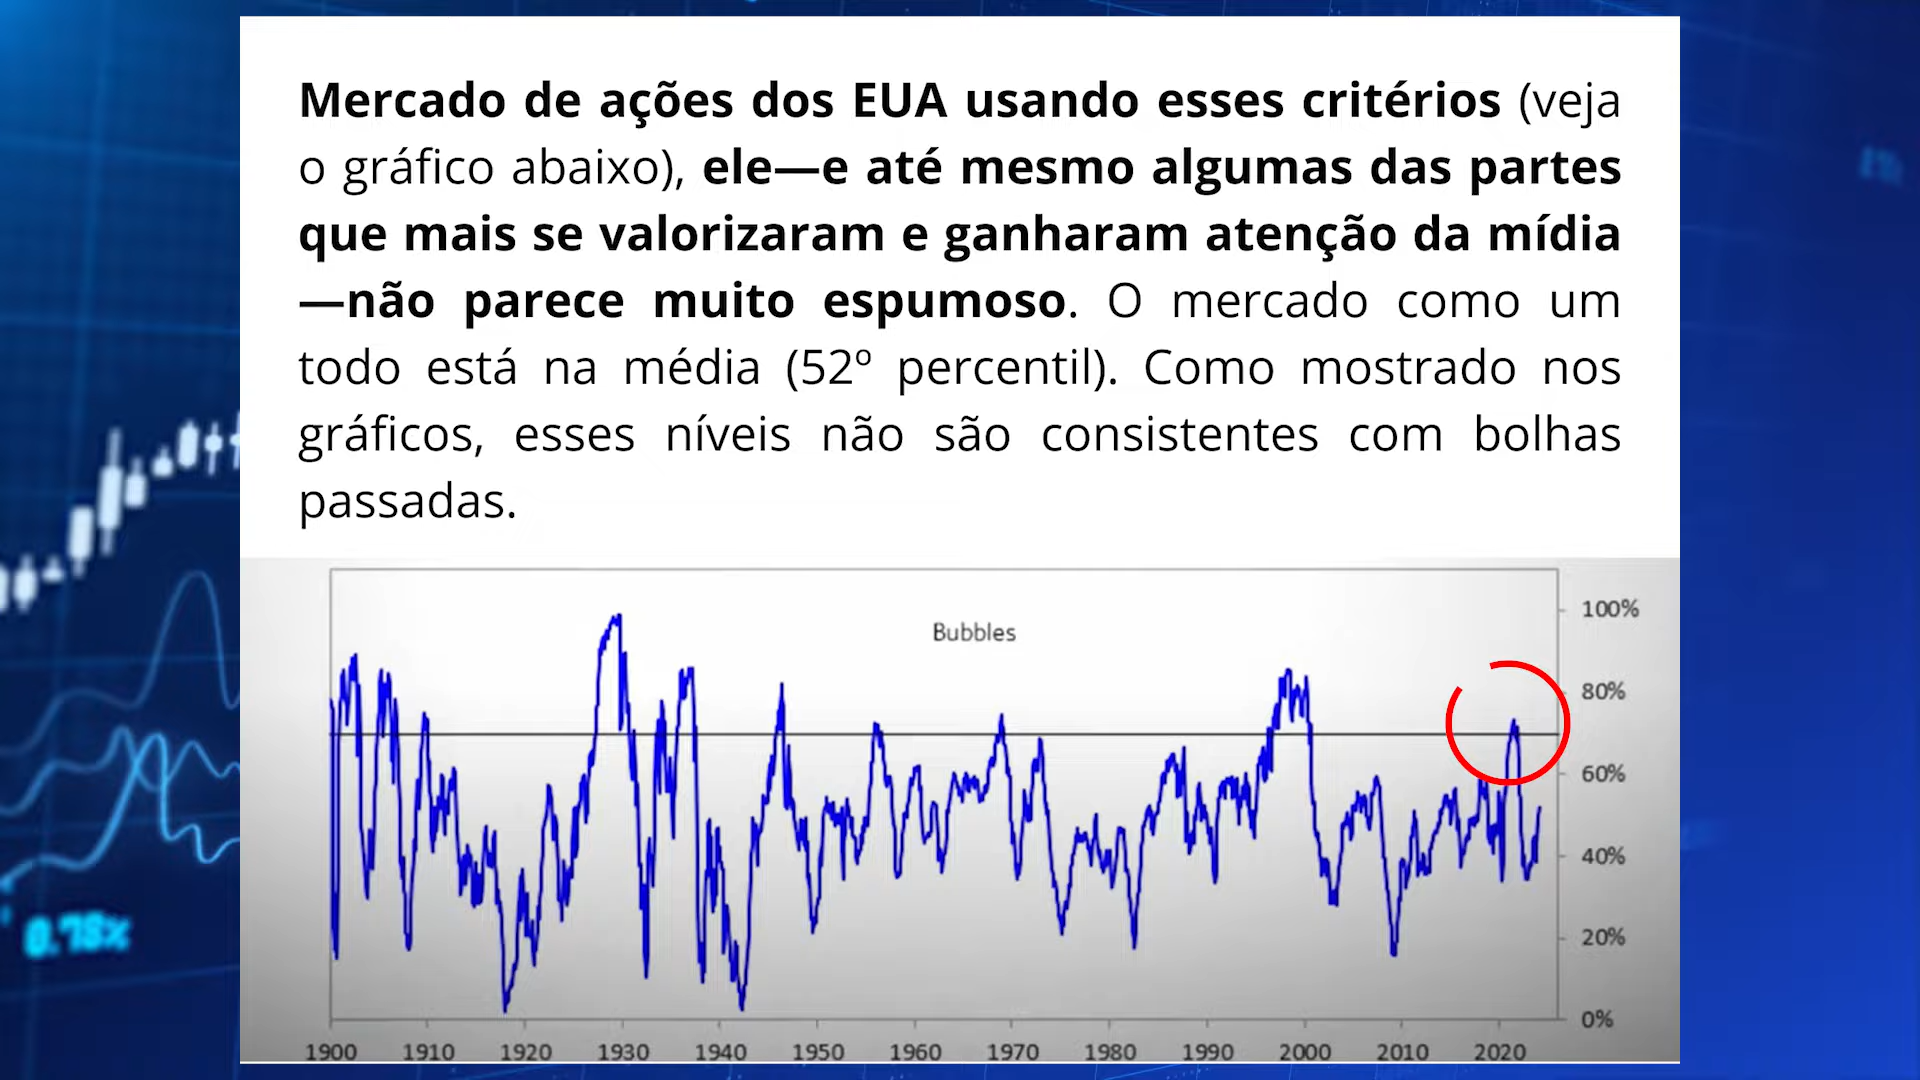 Mercado de ações dos EUA usando esses critérios (veja
o gráfico abaixo), ele—e até mesmo algumas das partes
que mais se valorizaram e ganharam atenção da mídia
—não parece muito espumoso. O mercado como um
todo está na média (52º percentil). Como mostrado nos
gráficos, esses níveis não são consistentes com bolhas
passadas.
Bubbles
100%
80%
60%
40%
20%
0%
1900 1910 1920 1930 1940 1950 1960 1970 1980 1990 2000 2010 2020
0.78%